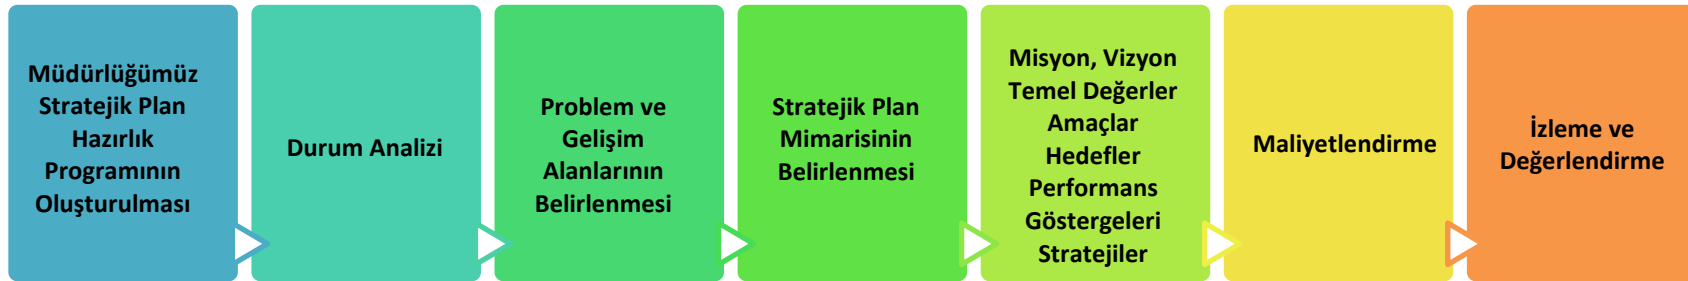 Müdürlüğümüz
Stratejik Plan
Hazırlık
Programının
Oluşturulması
Durum Analizi
Problem ve
Gelişim
Alanlarının
Belirlenmesi
Stratejik Plan
Mimarisinin
Belirlenmesi
Misyon, Vizyon
Temel Değerler
Amaçlar
Hedefler
Performans
Göstergeleri
Stratejiler
Maliyetlendirme
İzleme ve
Değerlendirme